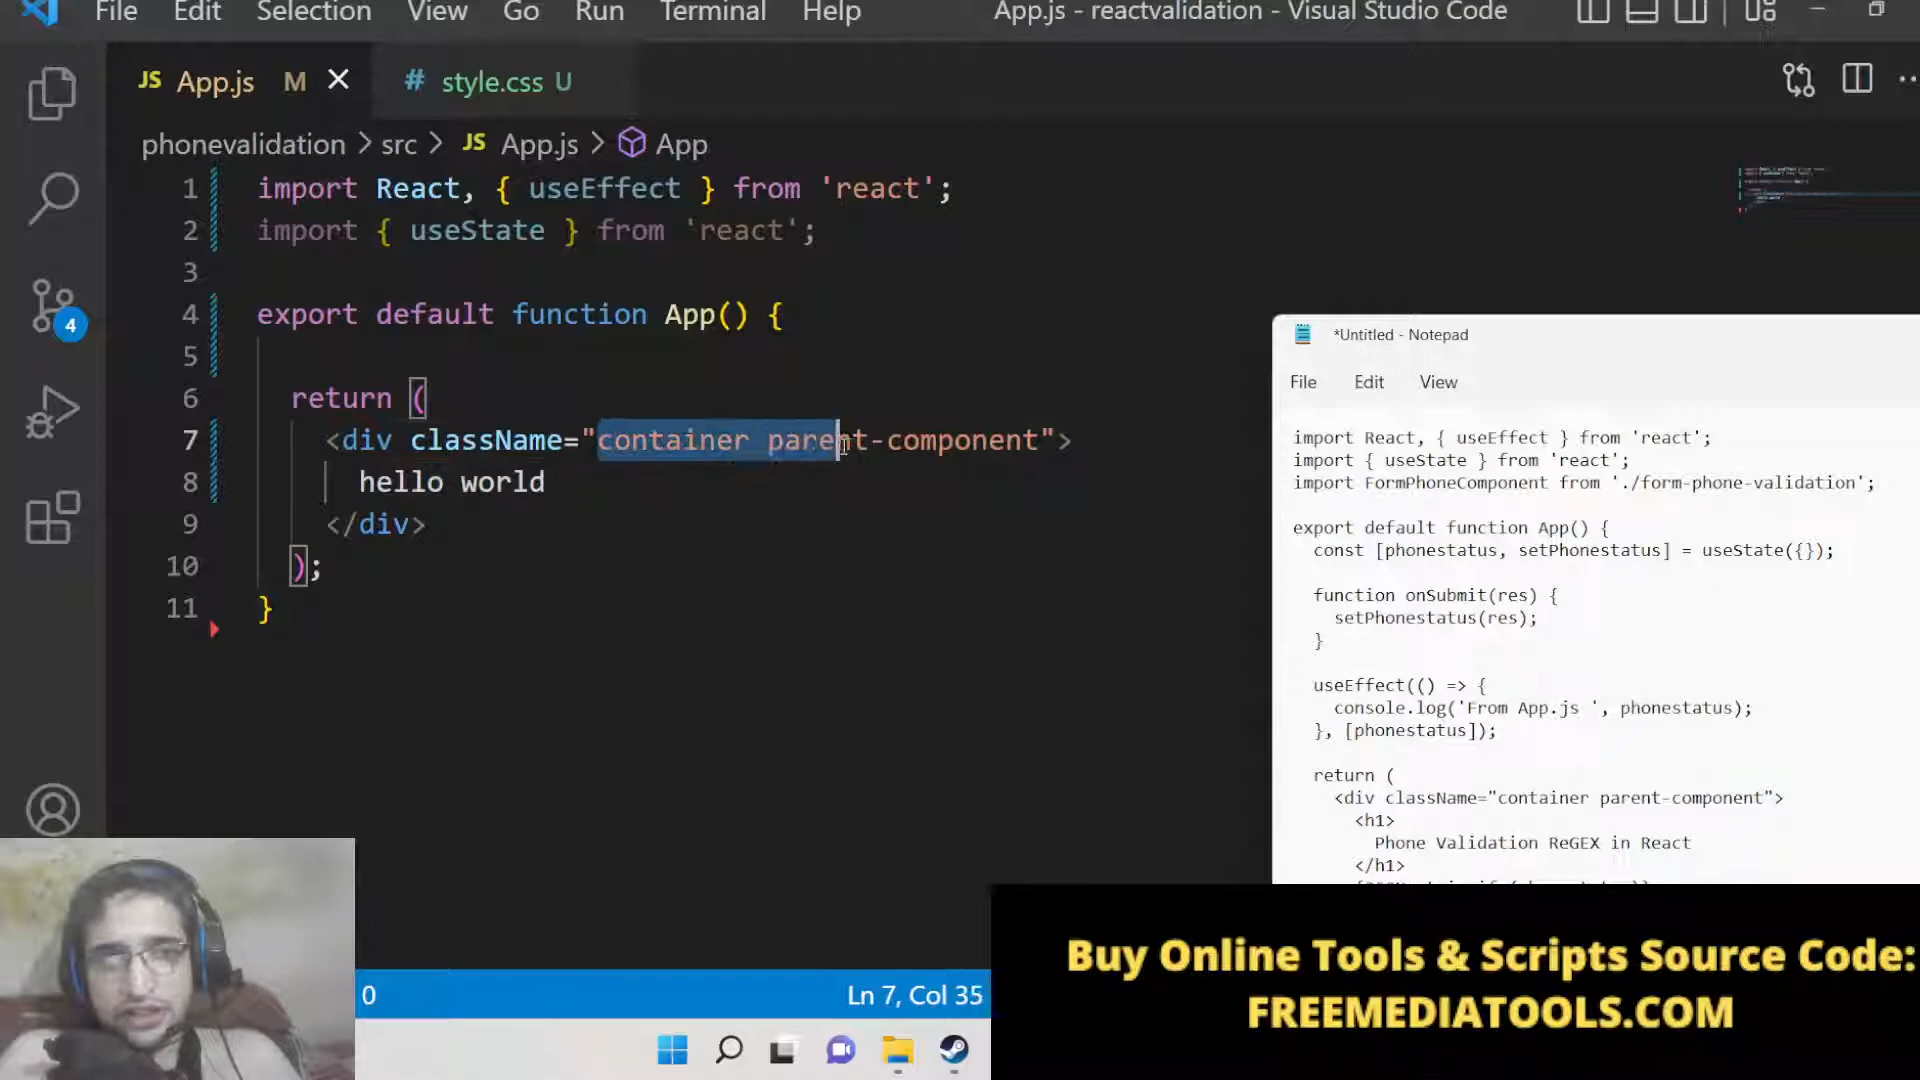 File Edit Selection View Go Run Terminal Help App.js - reactvalidation - Visual Studio Code
JS App.js M # style.css U
phonevalidation > src > JS App.js > App
1 import React, { useEffect } from 'react';
2 import { useState } from 'react';
3
4 export default function App() {
5
6 return (
7 <div className="container parent-component">
8 hello world
9 </div>
10 );
11 }
4
*Untitled - Notepad
File Edit View
import React, { useEffect } from 'react';
import { useState } from 'react';
import FormPhoneComponent from './form-phone-validation';
export default function App() {
const [phonestatus, setPhonestatus] = useState({});
function onSubmit(res) {
setPhonestatus(res);
}
useEffect(() => {
console.log('From App.js ', phonestatus);
}, [phonestatus]);
return (
<div className="container parent-component">
<h1>
Phone Validation ReGEX in React
</h1>
Buy Online Tools & Scripts Source Code:
FREEMEDIATOOLS.COM
0 Ln 7, Col 35